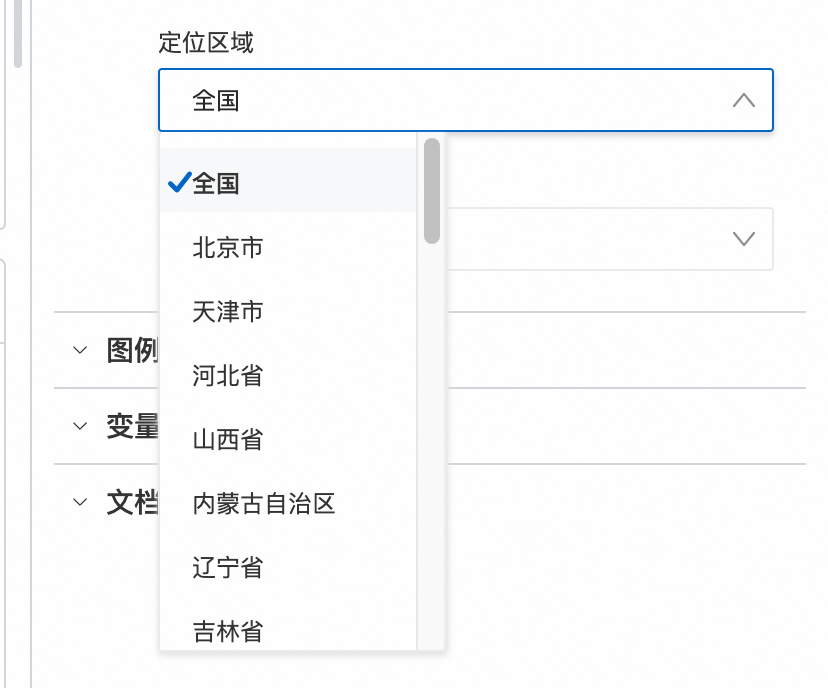 定位区域
全国
全国
北京市
天津市
图例
河北省
变量
山西省
文档
内蒙古自治区
辽宁省
吉林省